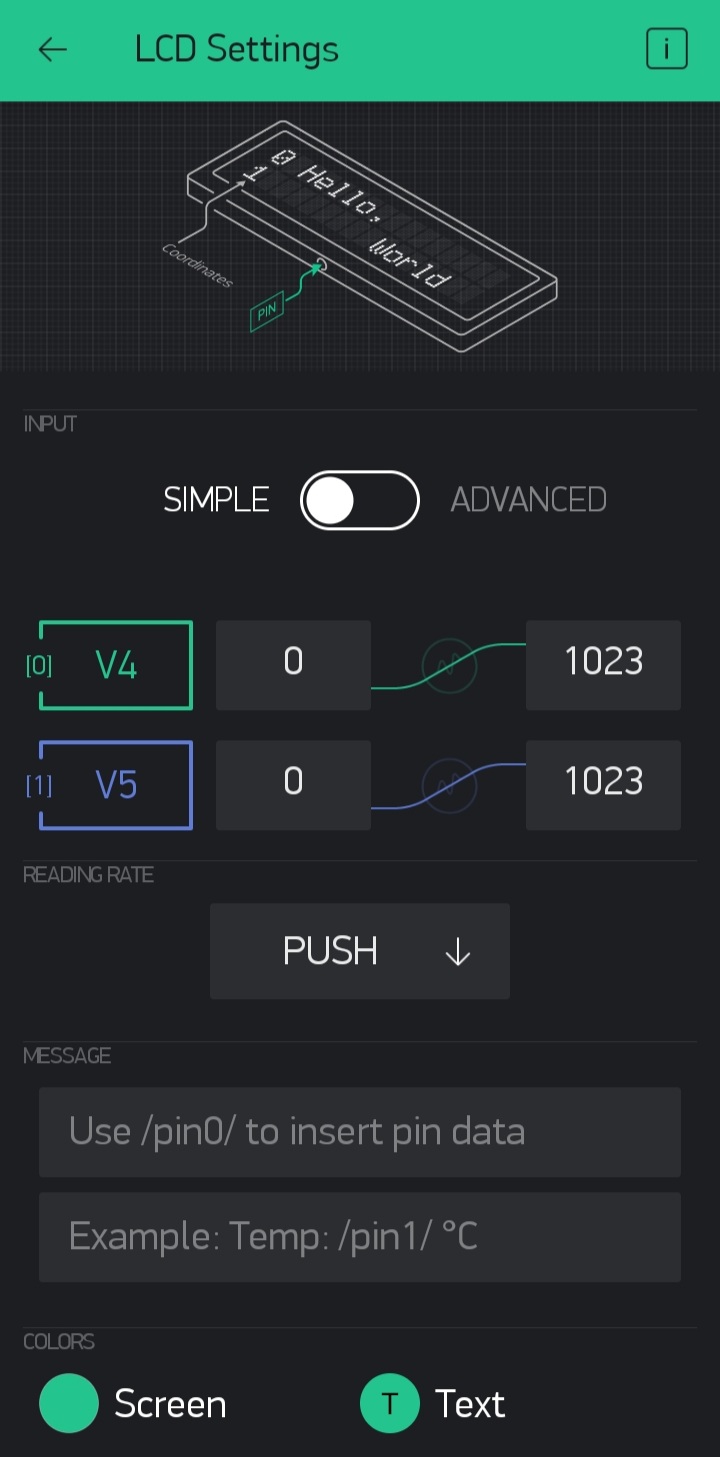 LCD Settings
i
0 Hello,
1
World
Coordinates
PIN
INPUT
SIMPLE ADVANCED
[0] V4 0 1023
[1] V5 0 1023
READING RATE
PUSH
MESSAGE
Use /pin0/ to insert pin data
Example: Temp: /pin1/ °C
COLORS
Screen T Text